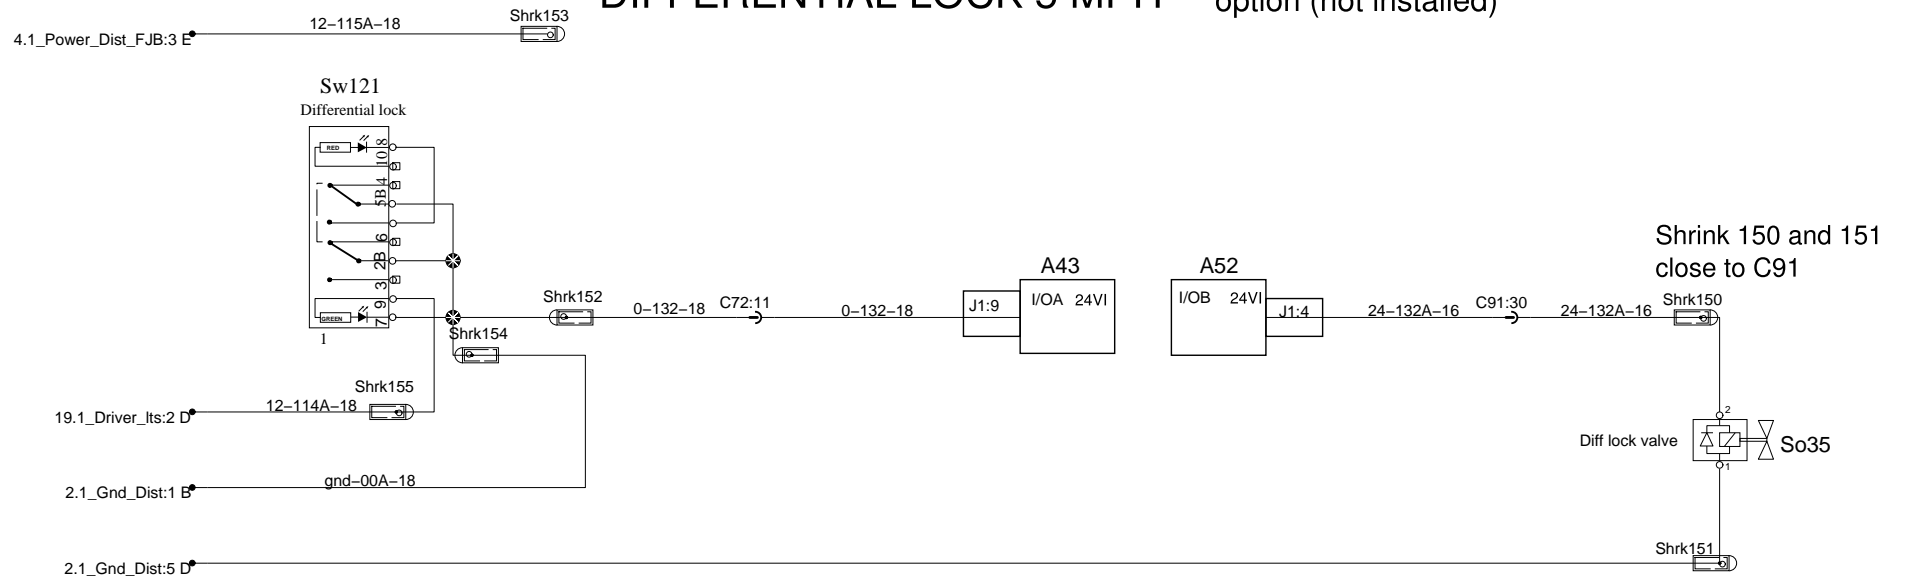 DIFFERENTIAL LOCK 5 MPH
option (not installed)
12-115A-18
Shrk153
4.1_Power_Dist_FJB:3 E
Sw121
Differential lock
RED
8
10
4
5B
6
2B
3
9
GREEN
7
1
Shrk152
0-132-18
C72:11
0-132-18
J1:9
A43
I/OA 24VI
A52
I/OB 24VI
J1:4
24-132A-16
C91:30
24-132A-16
Shrink 150 and 151
close to C91
Shrk150
Shrk154
Shrk155
12-114A-18
19.1_Driver_lts:2 D
2
Diff lock valve
So35
1
gnd-00A-18
2.1_Gnd_Dist:1 B
Shrk151
2.1_Gnd_Dist:5 D